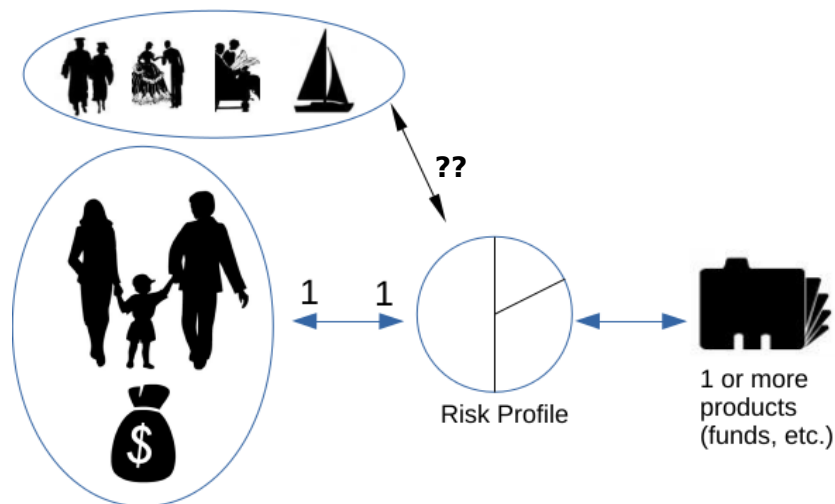 ??
1 1
$
Risk Profile
1 or more
products
(funds, etc.)